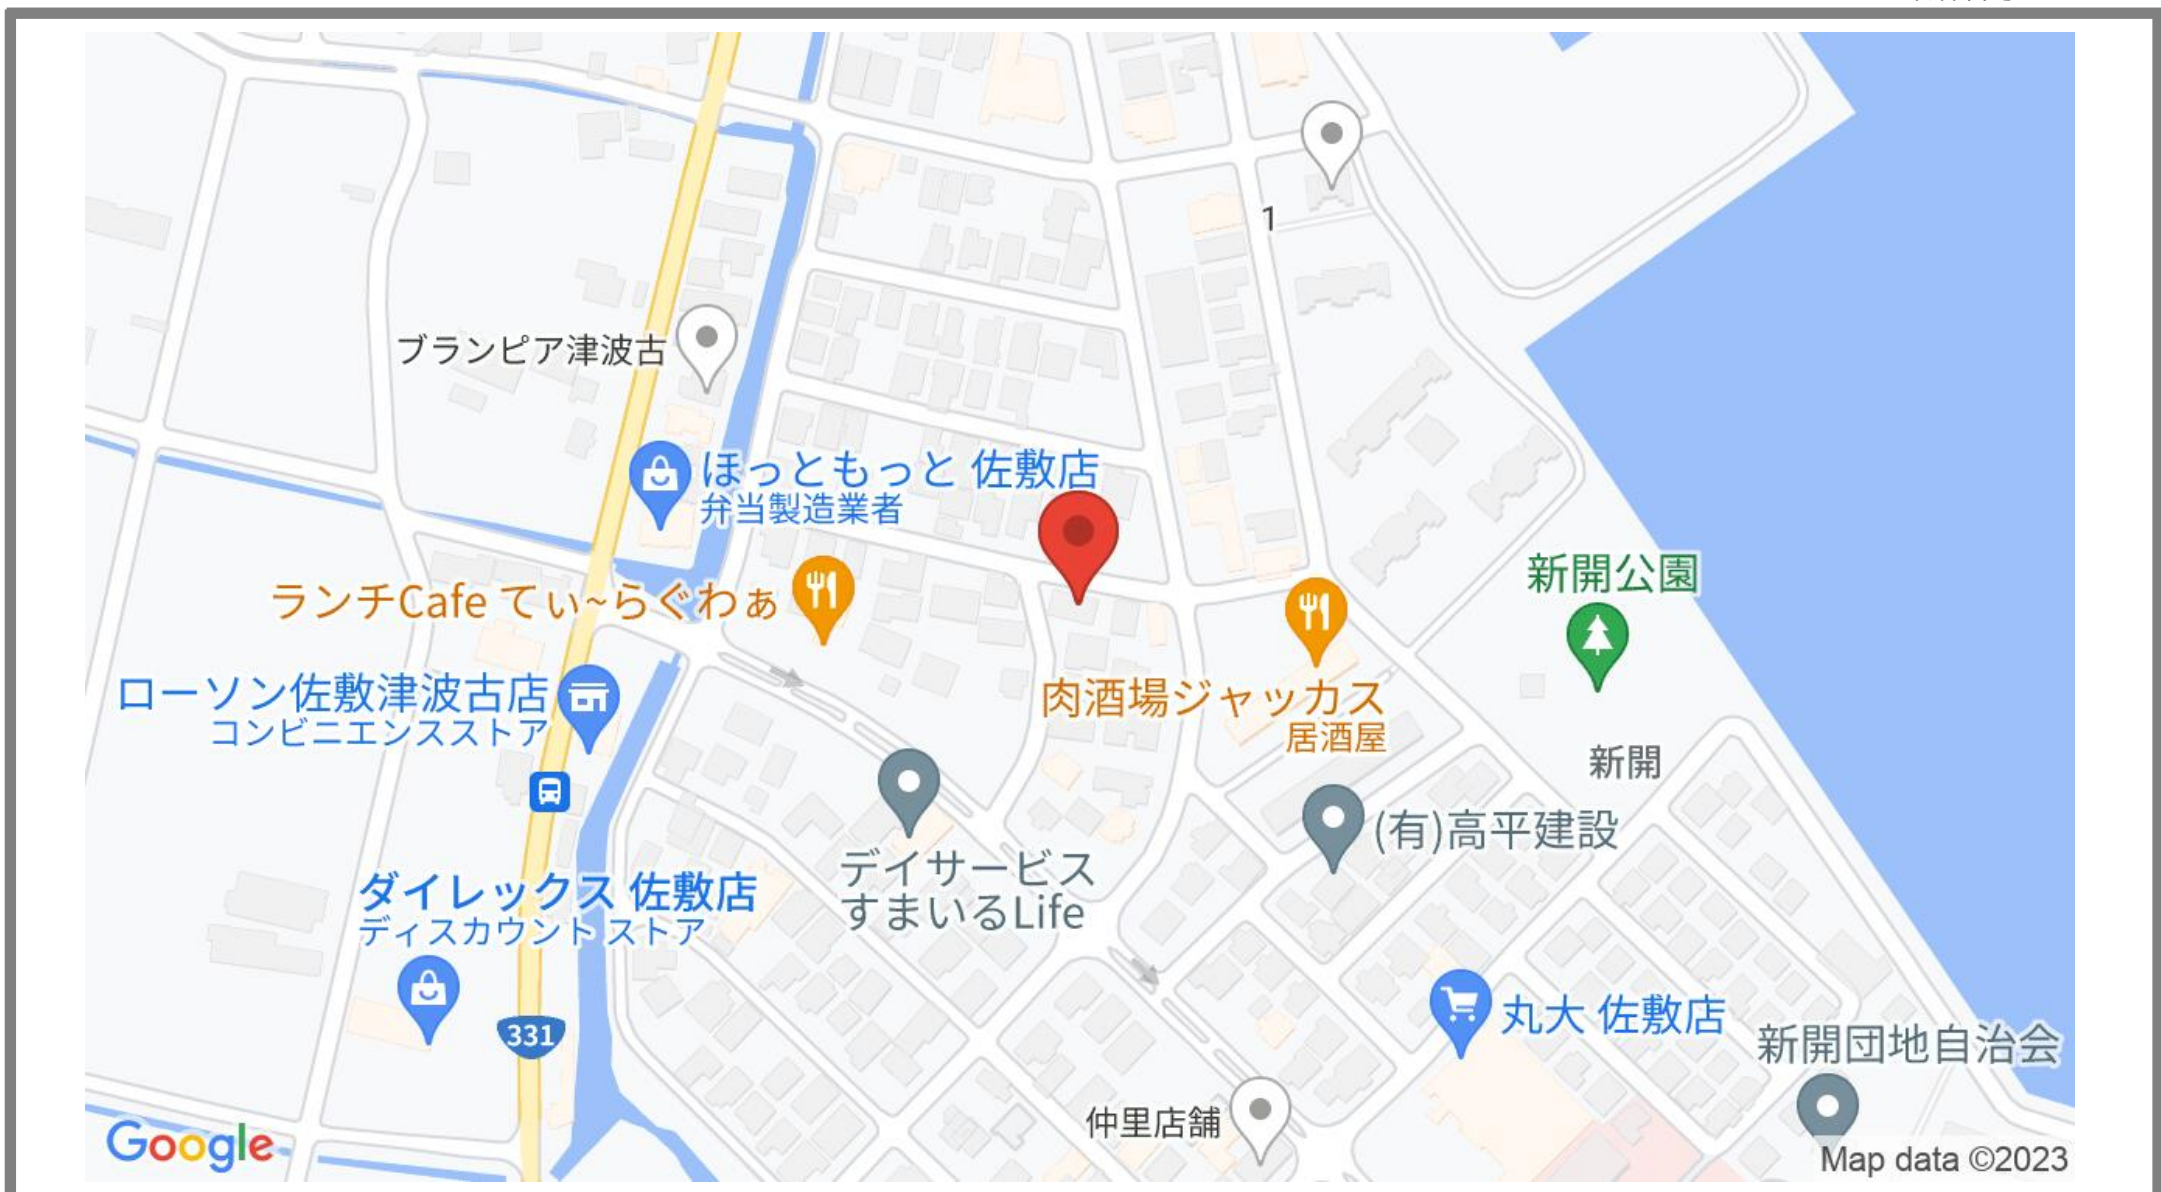 1
ブランピア津波古
ほっともっと 佐敷店
弁当製造業者
ランチCafe てぃ~らぐわぁ
新開公園
ローソン佐敷津波古店
コンビニエンスストア
肉酒場ジャッカス
居酒屋
新開
(有)高平建設
デイサービス
すまいるLife
ダイレックス 佐敷店
ディスカウント ストア
331
丸大 佐敷店
新開団地自治会
仲里店舗
Google
Map data ©2023